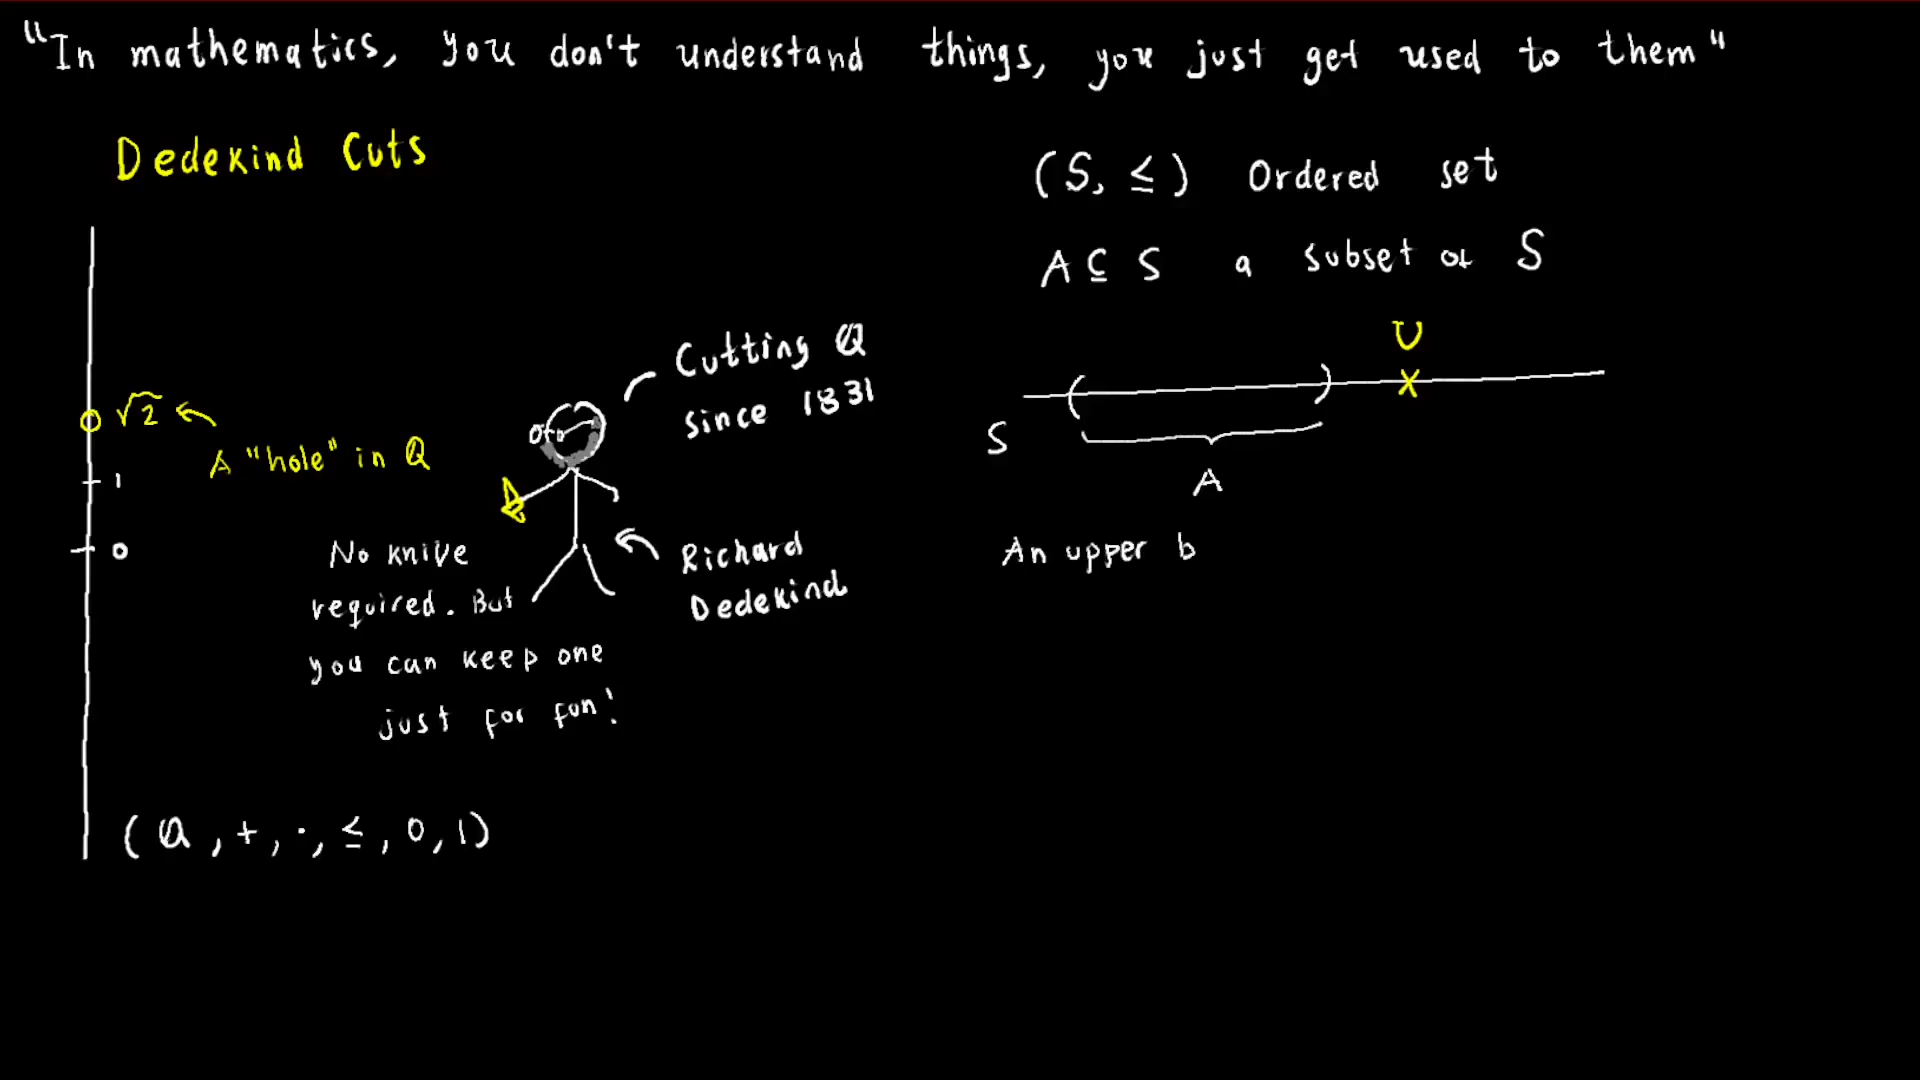 "In mathematics, you don't understand things, you just get used to them"
Dedekind Cuts
√2
A "hole" in Q
1
0
Cutting Q
since 1831
No knive
required. But
you can keep one
just for fun!
Richard
Dedekind
(Q, +, ·, ≤, 0, 1)
(S, ≤) Ordered set
A ⊆ S a subset of S
U
S
A
An upper b